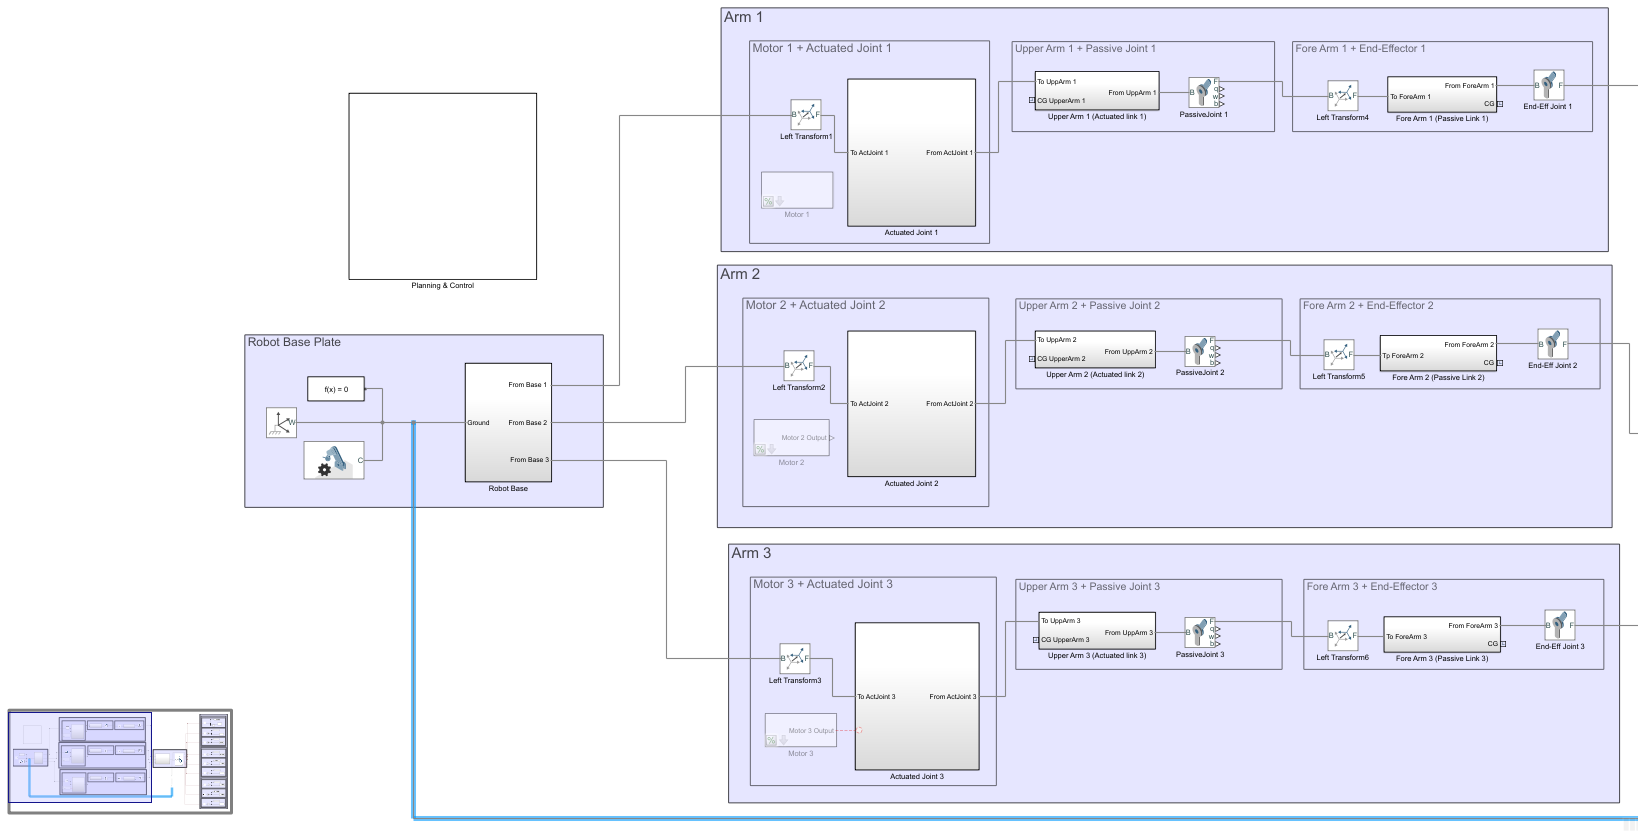 Arm 1
Motor 1 + Actuated Joint 1
B
F
Left Transform1
To ActJoint 1
From ActJoint 1
Actuated Joint 1
Motor 1
Upper Arm 1 + Passive Joint 1
To UppArm 1
CG UpperArm 1
From UppArm 1
Upper Arm 1 (Actuated link 1)
B
F
q
w
b
PassiveJoint 1
Fore Arm 1 + End-Effector 1
B
F
Left Transform4
To ForeArm 1
From ForeArm 1
CG
Fore Arm 1 (Passive Link 1)
B
F
End-Eff Joint 1
Planning & Control
Arm 2
Motor 2 + Actuated Joint 2
B
F
Left Transform2
To ActJoint 2
From ActJoint 2
Actuated Joint 2
Motor 2 Output
Motor 2
Upper Arm 2 + Passive Joint 2
To UppArm 2
CG UppArm 2
From UppArm 2
Upper Arm 2 (Actuated link 2)
B
F
q
w
b
PassiveJoint 2
Fore Arm 2 + End-Effector 2
B
F
Left Transform5
Tp ForeArm 2
From ForeArm 2
CG
Fore Arm 2 (Passive Link 2)
B
F
End-Eff Joint 2
Robot Base Plate
f(x) = 0
W
C
Ground
From Base 1
From Base 2
From Base 3
Robot Base
Arm 3
Motor 3 + Actuated Joint 3
B
F
Left Transform3
To ActJoint 3
From ActJoint 3
Actuated Joint 3
Motor 3 Output
Motor 3
Upper Arm 3 + Passive Joint 3
To UppArm 3
CG UppArm 3
From UppArm 3
Upper Arm 3 (Actuated link 3)
B
F
q
w
b
PassiveJoint 3
Fore Arm 3 + End-Effector 3
B
F
Left Transform6
To ForeArm 3
From ForeArm 3
CG
Fore Arm 3 (Passive Link 3)
B
F
End-Eff Joint 3